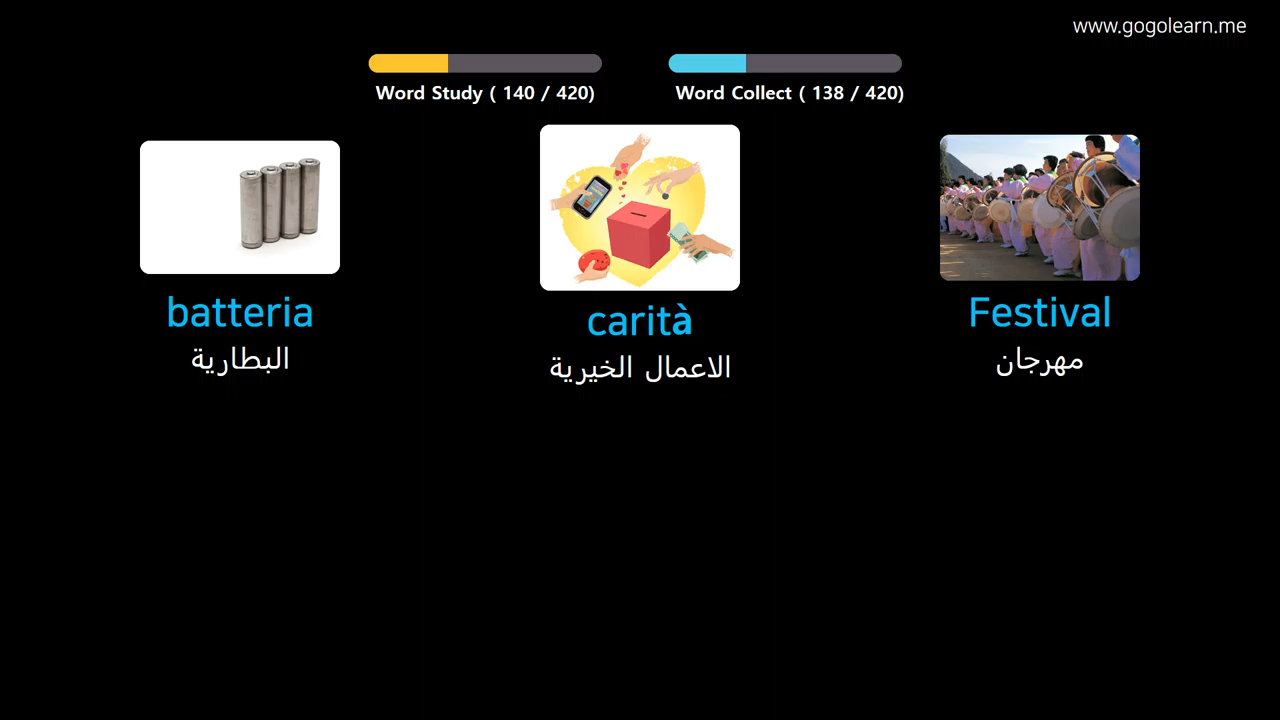 www.gogolearn.me
Word Study ( 140 / 420)
Word Collect ( 138 / 420)
batteria
البطارية
carità
الاعمال الخيرية
Festival
مهرجان